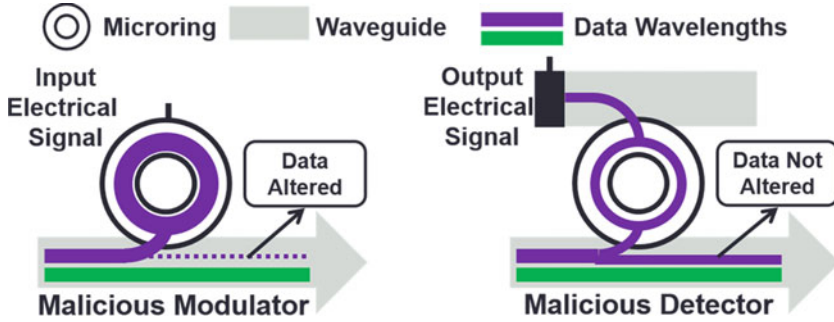 Microring
Waveguide
Data Wavelengths
Input
Electrical
Signal
Data
Altered
Malicious Modulator
Output
Electrical
Signal
Data Not
Altered
Malicious Detector